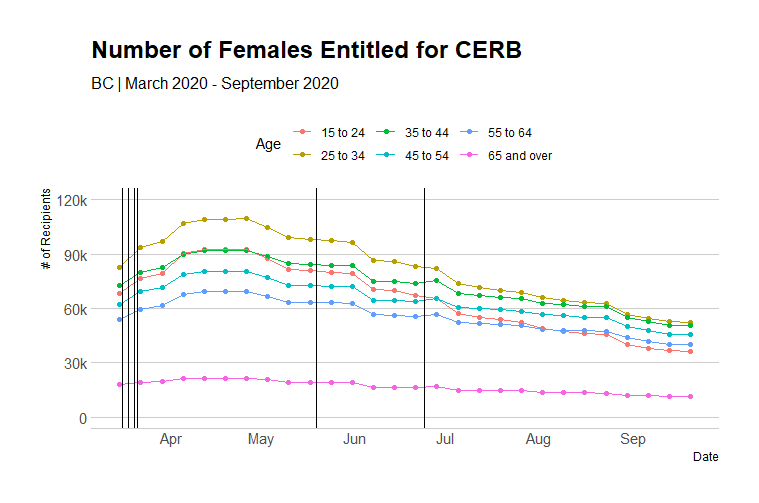 Number of Females Entitled for CERB
BC | March 2020 - September 2020
Age
15 to 24
35 to 44
55 to 64
25 to 34
45 to 54
65 and over
# of Recipients
120k
90k
60k
30k
0
Apr
May
Jun
Jul
Aug
Sep
Date